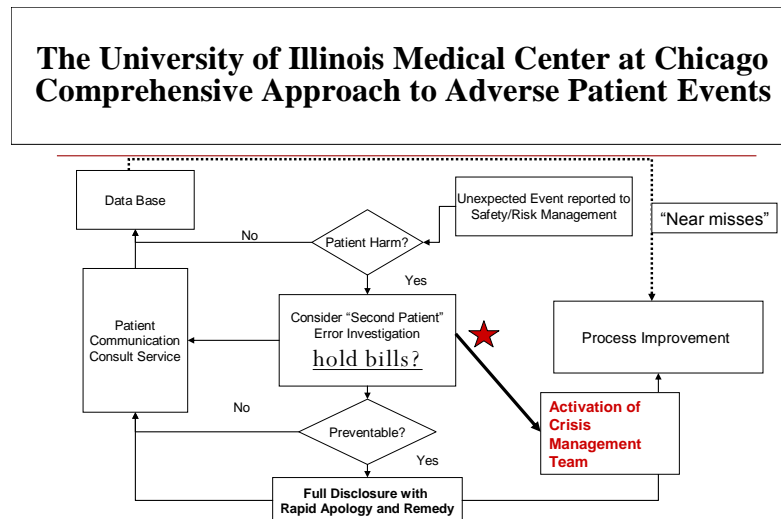 The University of Illinois Medical Center at Chicago
Comprehensive Approach to Adverse Patient Events
Data Base
Unexpected Event reported to
Safety/Risk Management
“Near misses”
No
Patient Harm?
Yes
Patient
Communication
Consult Service
Consider “Second Patient”
Error Investigation
hold bills?
Process Improvement
No
Preventable?
Activation of
Crisis
Management
Team
Yes
Full Disclosure with
Rapid Apology and Remedy